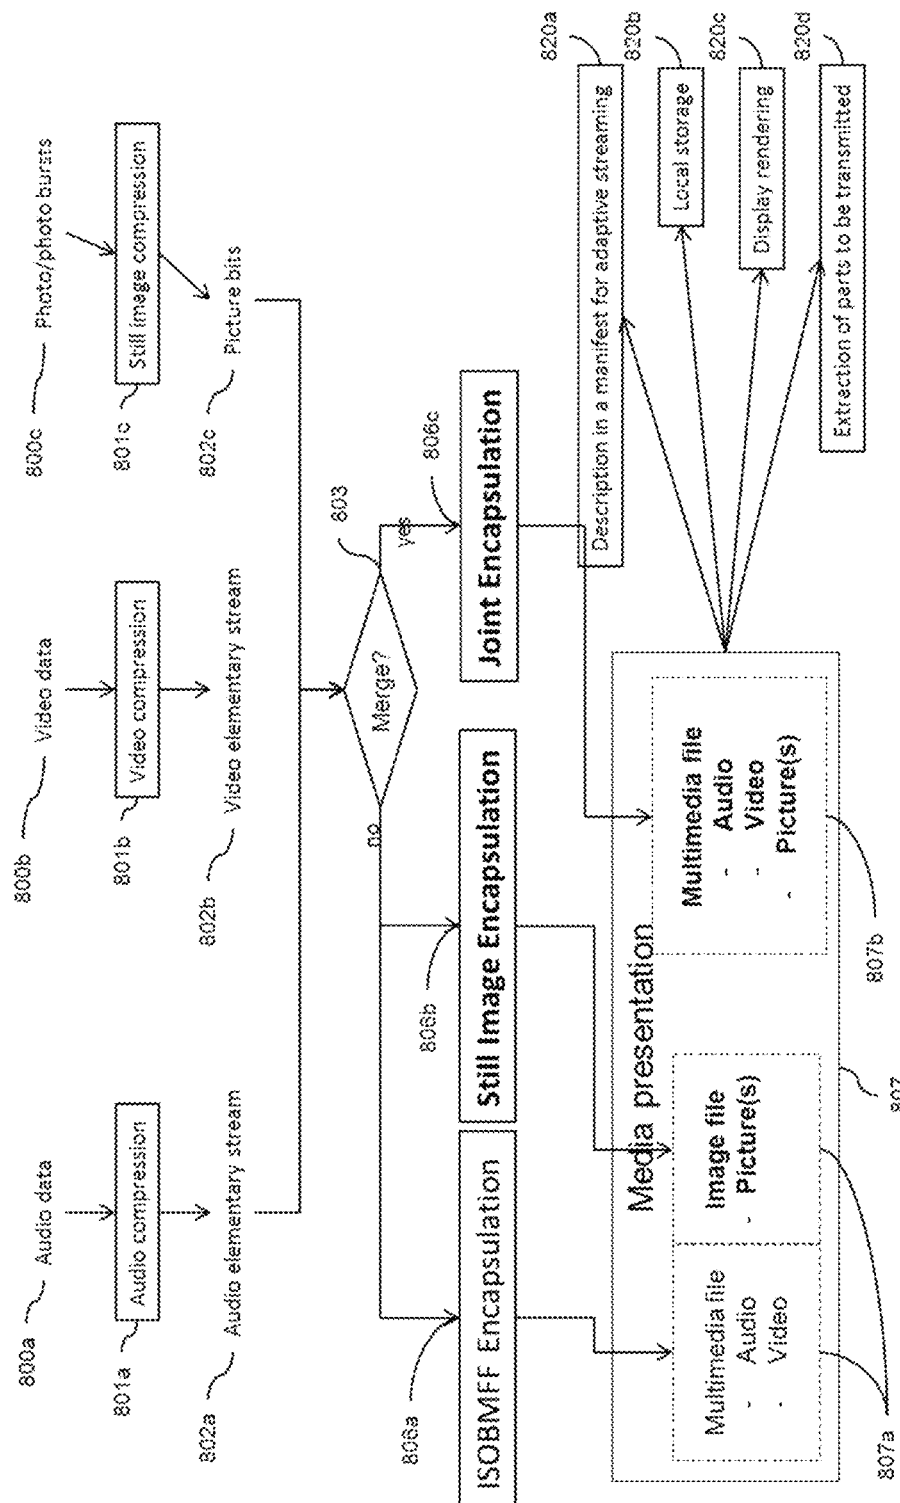 800a
Audio data
800b
Video data
800c
Photo/photo bursts
801a
Audio compression
801b
Video compression
801c
Still image compression
802a
Audio elementary stream
802b
Video elementary stream
802c
Picture bits
803
Merge?
no
yes
806a
806b
806c
ISOBMFF Encapsulation
Still Image Encapsulation
Joint Encapsulation
Media presentation
Multimedia file
- Audio
- Video
Image file
- Picture(s)
Multimedia file
- Audio
- Video
- Picture(s)
807a
807
807b
Description in a manifest for adaptive streaming
820a
Local storage
820b
Display rendering
820c
Extraction of parts to be transmitted
820d